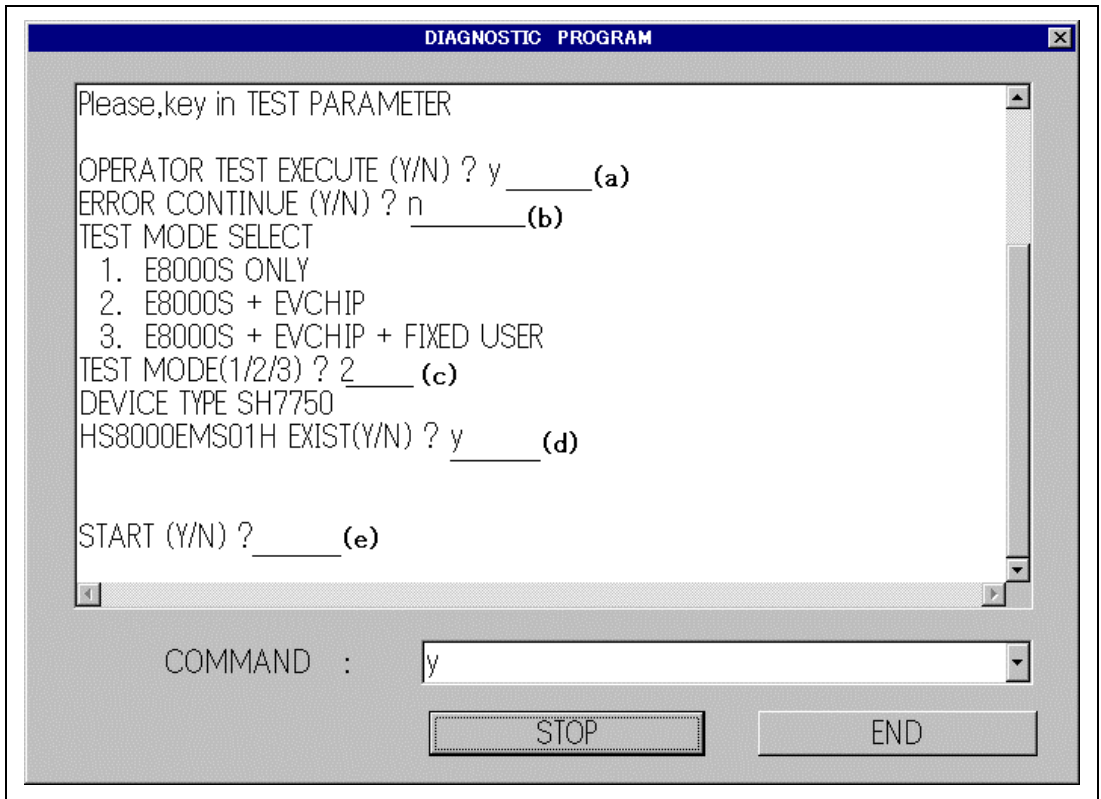 DIAGNOSTIC PROGRAM
Please,key in TEST PARAMETER
OPERATOR TEST EXECUTE (Y/N) ? y (a)
ERROR CONTINUE (Y/N) ? n (b)
TEST MODE SELECT
1. E8000S ONLY
2. E8000S + EVCHIP
3. E8000S + EVCHIP + FIXED USER
TEST MODE(1/2/3) ? 2 (c)
DEVICE TYPE SH7750
HS8000EMS01H EXIST(Y/N) ? y (d)
START (Y/N) ? (e)
COMMAND : y
STOP END